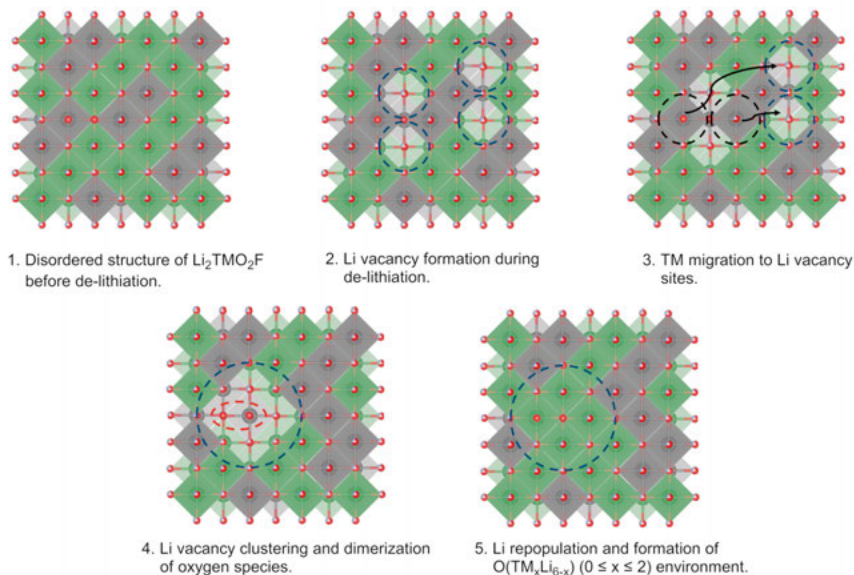 1. Disordered structure of Li₂TMO₂F
before de-lithiation.
2. Li vacancy formation during
de-lithiation.
3. TM migration to Li vacancy
sites.
4. Li vacancy clustering and dimerization
of oxygen species.
5. Li repopulation and formation of
O(TMₓLi₆₋ₓ) (0 ≤ x ≤ 2) environment.